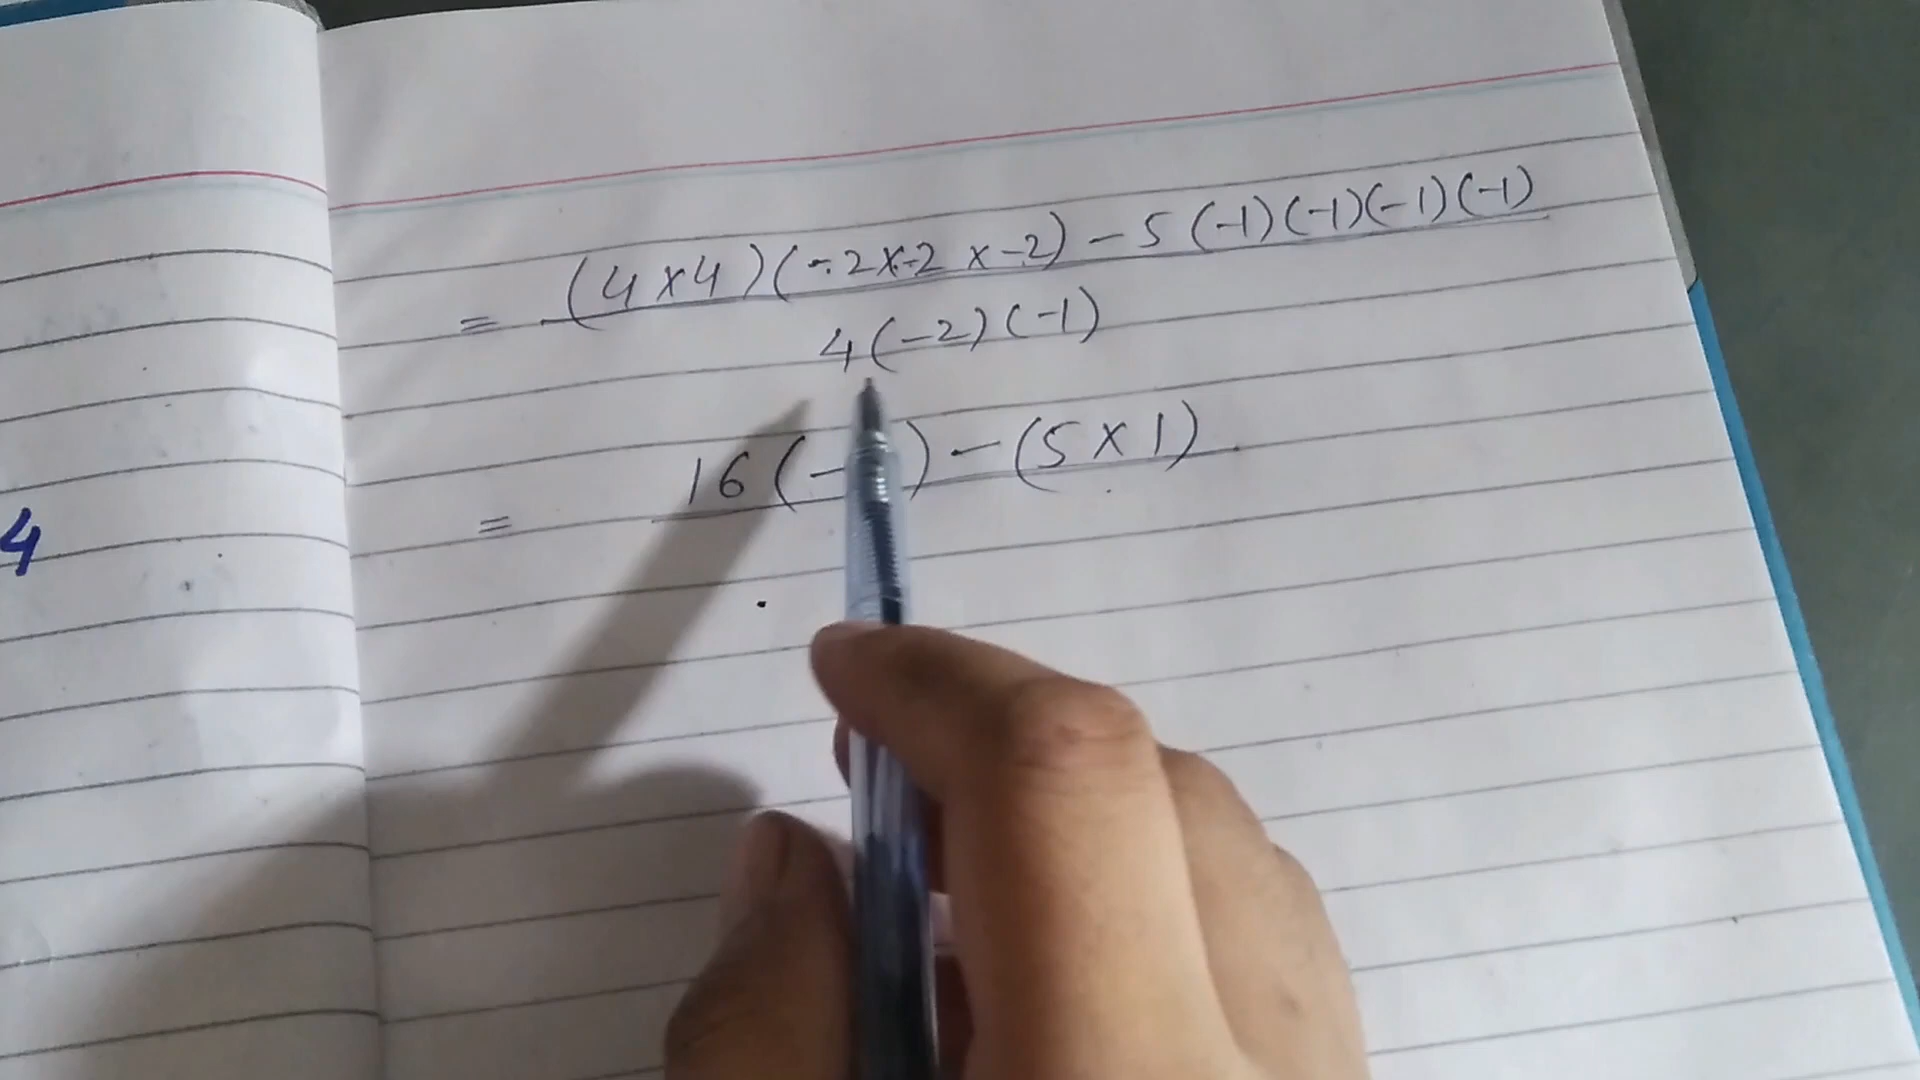 4
= (4×4)(-2×-2×-2) - 5(-1)(-1)(-1)(-1)
4(-2)(-1)
= 16(- ) - (5×1)